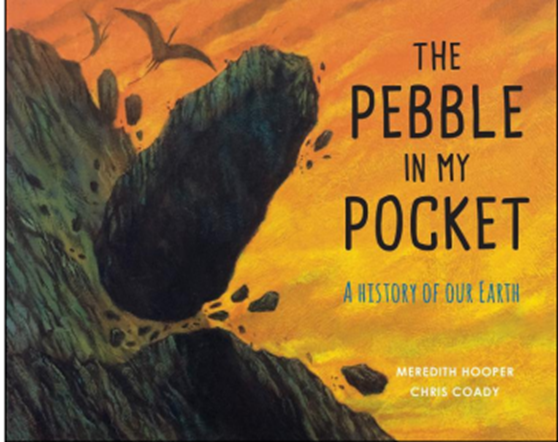 THE
PEBBLE
IN MY
POCKET
A HISTORY OF OUR EARTH
MEREDITH HOOPER
CHRIS COADY